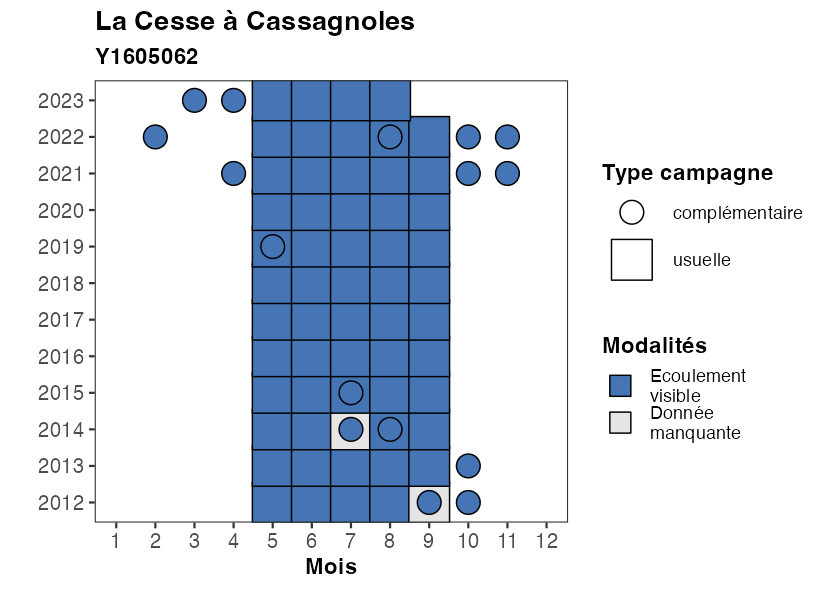 La Cesse à Cassagnoles
Y1605062
2023
2022
2021
2020
2019
2018
2017
2016
2015
2014
2013
2012
1 2 3 4 5 6 7 8 9 10 11 12
Mois
Type campagne
complémentaire
usuelle
Modalités
Ecoulement
visible
Donnée
manquante